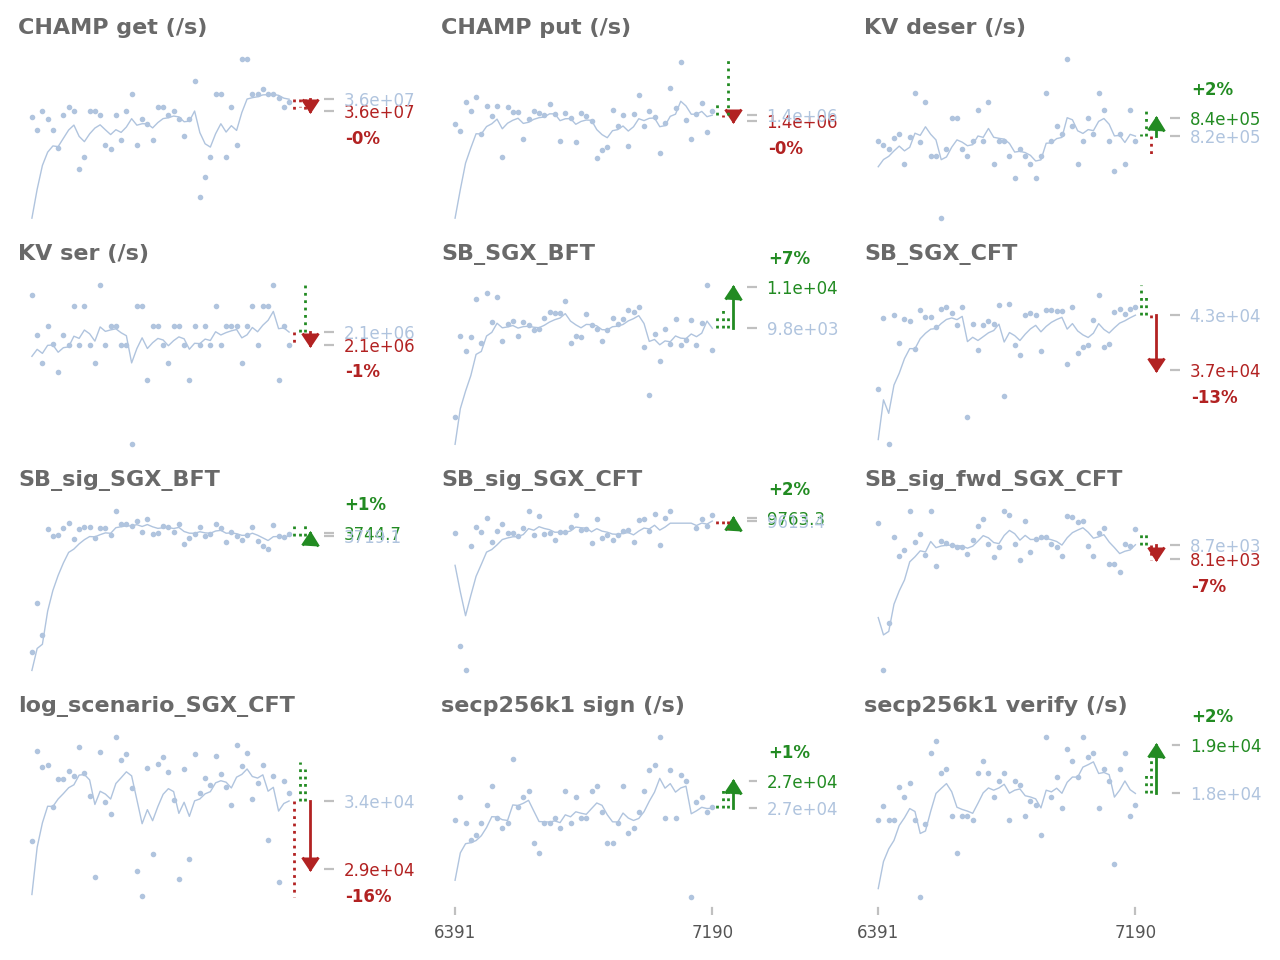 CHAMP get (/s)
3.6e+07
3.6e+07
-0%
CHAMP put (/s)
1.4e+06
1.4e+06
-0%
KV deser (/s)
+2%
8.4e+05
8.2e+05
KV ser (/s)
2.1e+06
2.1e+06
-1%
SB_SGX_BFT
+7%
1.1e+04
9.8e+03
SB_SGX_CFT
4.3e+04
3.7e+04
-13%
SB_sig_SGX_BFT
+1%
3744.7
SB_sig_SGX_CFT
+2%
9763.3
SB_sig_fwd_SGX_CFT
8.7e+03
8.1e+03
-7%
log_scenario_SGX_CFT
3.4e+04
2.9e+04
-16%
secp256k1 sign (/s)
+1%
2.7e+04
2.7e+04
6391
7190
secp256k1 verify (/s)
+2%
1.9e+04
1.8e+04
6391
7190